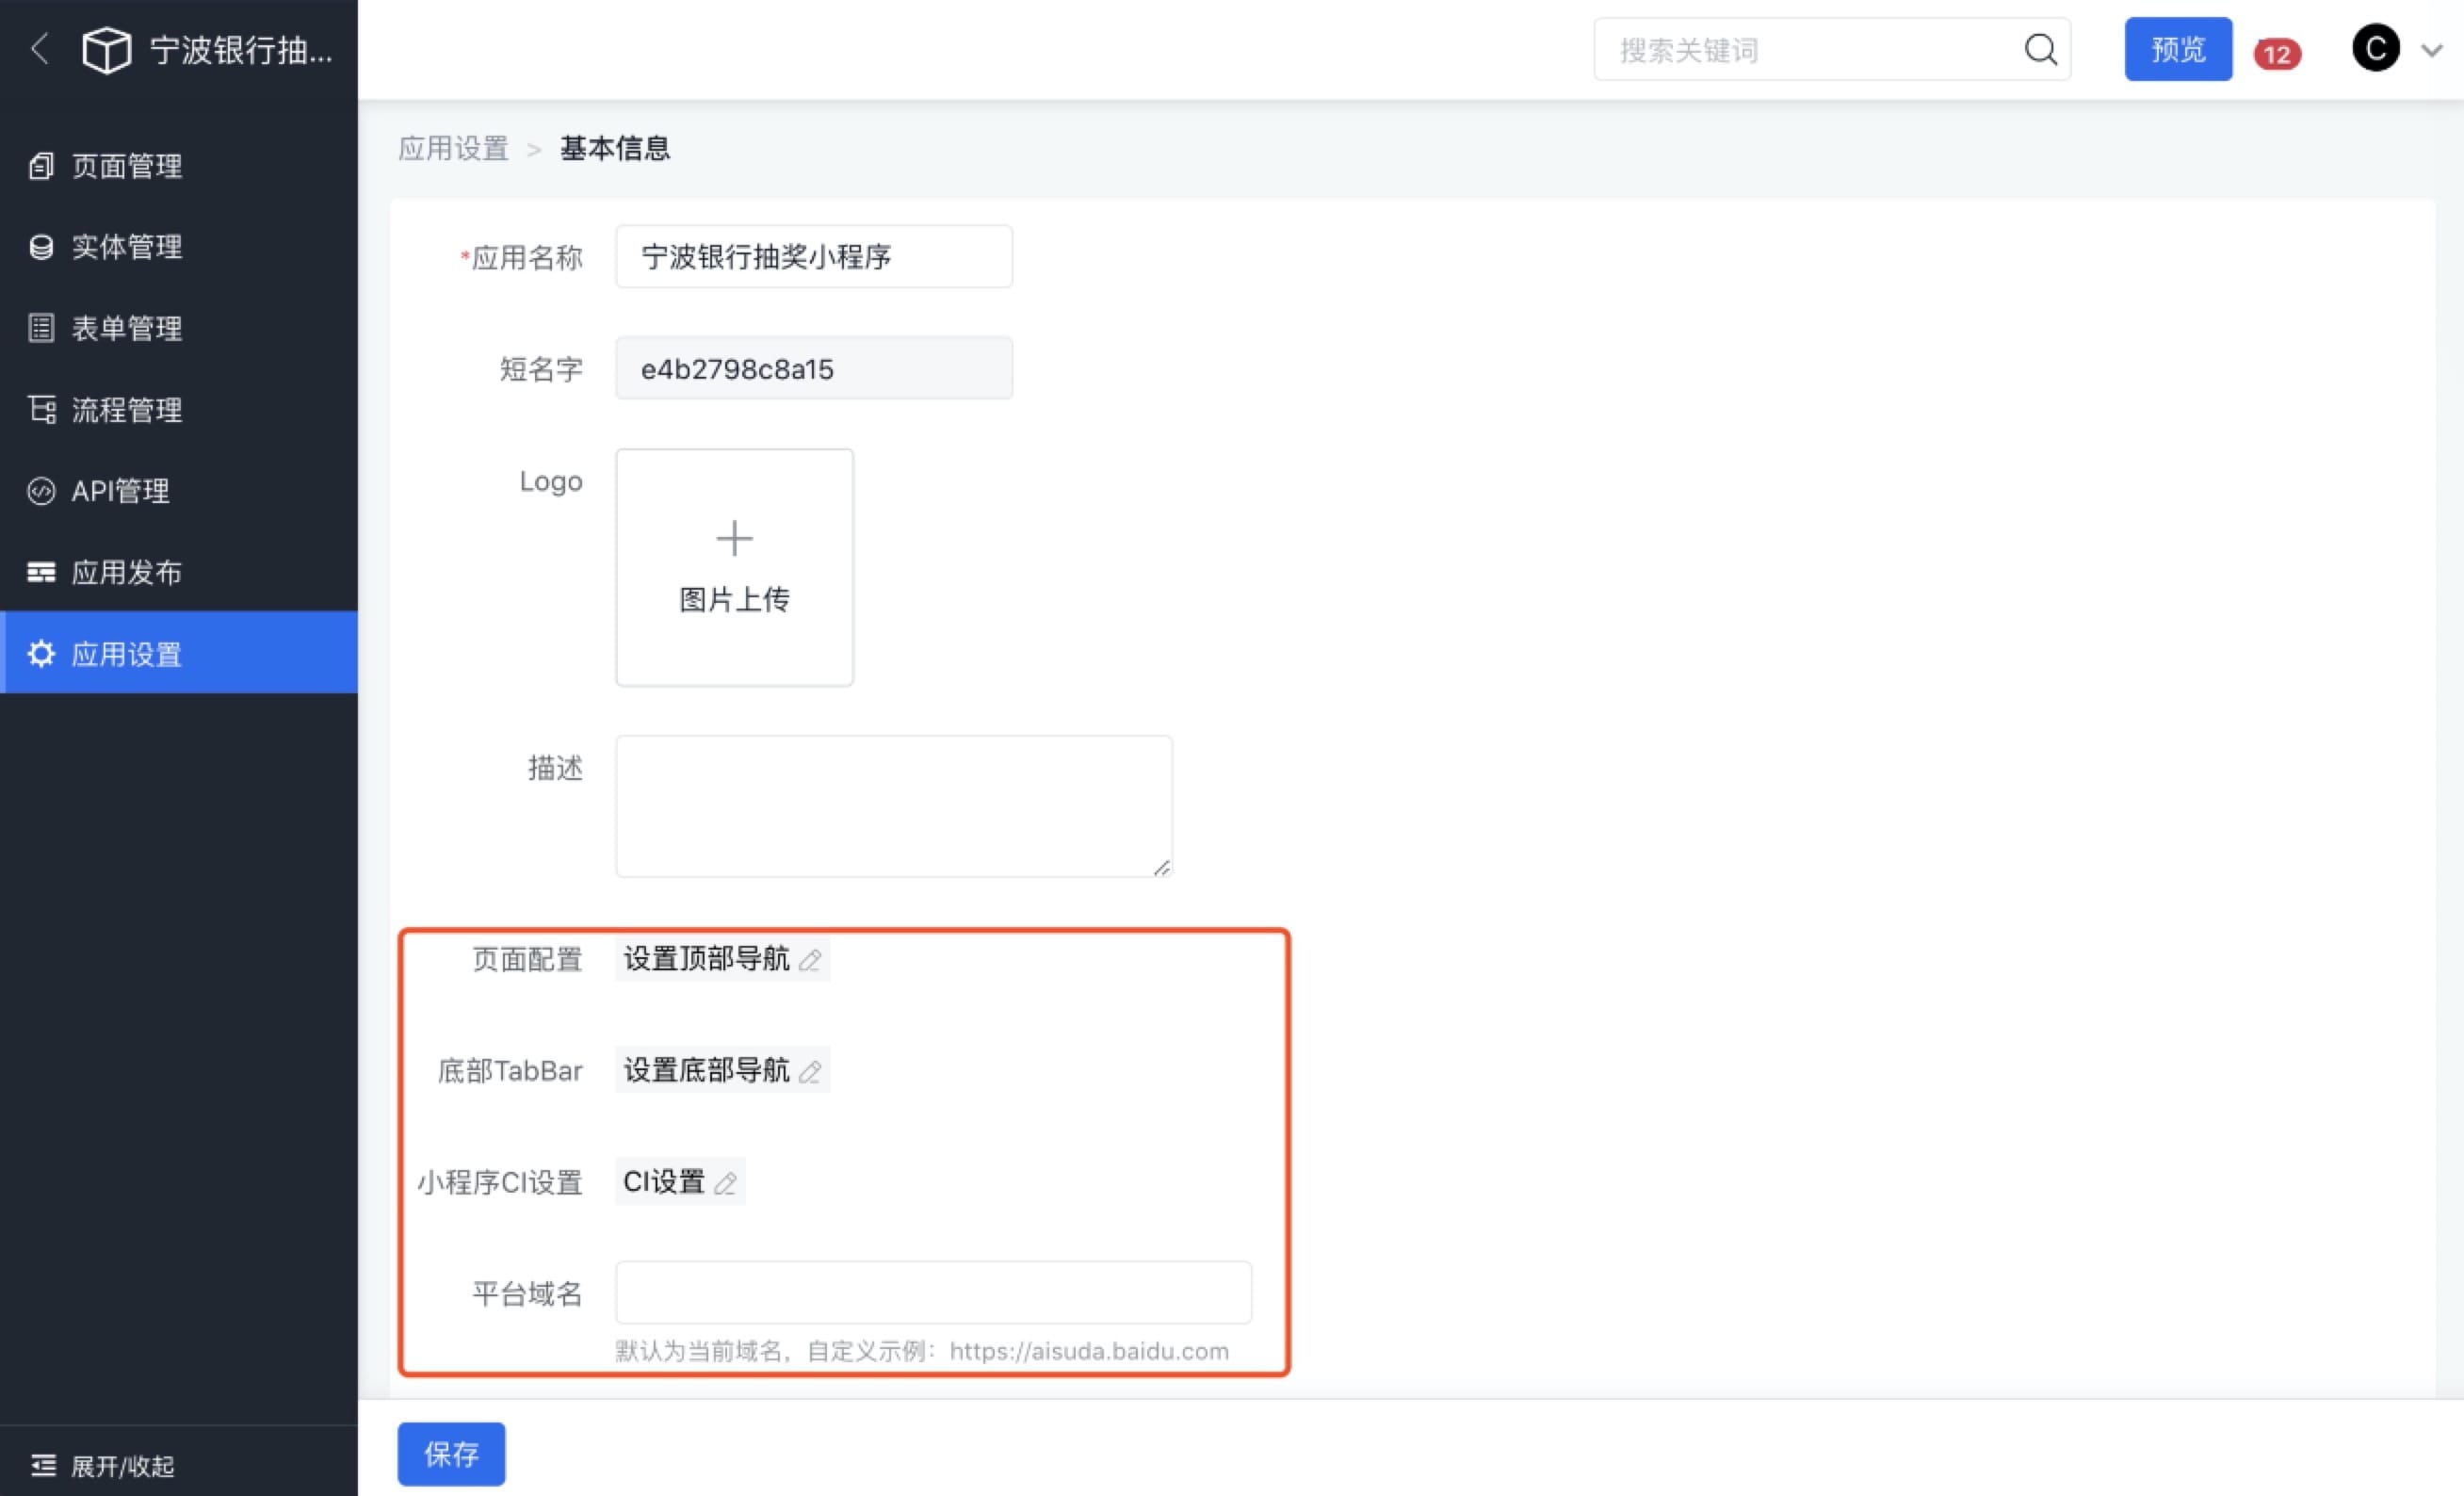 宁波银行抽...
搜索关键词
预览
12
C
页面管理
实体管理
表单管理
流程管理
API管理
应用发布
应用设置
展开/收起
应用设置 > 基本信息
*应用名称 宁波银行抽奖小程序
短名字 e4b2798c8a15
Logo
图片上传
描述
页面配置 设置顶部导航
底部TabBar 设置底部导航
小程序CI设置 CI设置
平台域名
默认为当前域名，自定义示例：https://aisuda.baidu.com
保存